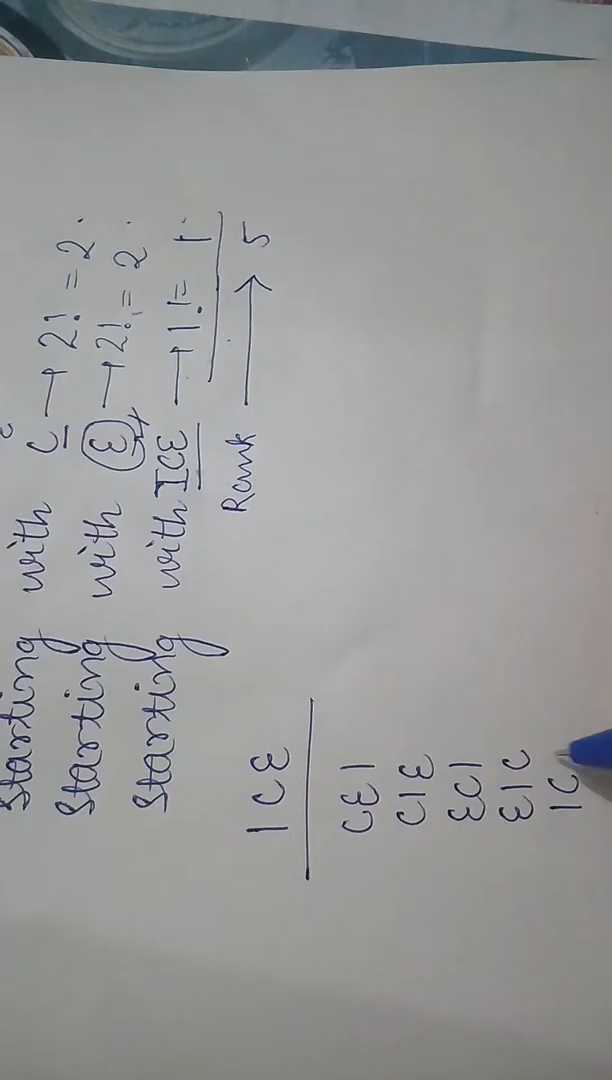 Starting with C → 2! = 2.
Starting with E → 2! = 2.
Starting with ICE → 1! = 1.
Rank → 5
ICE
CEI
CIE
ECI
EIC
IC